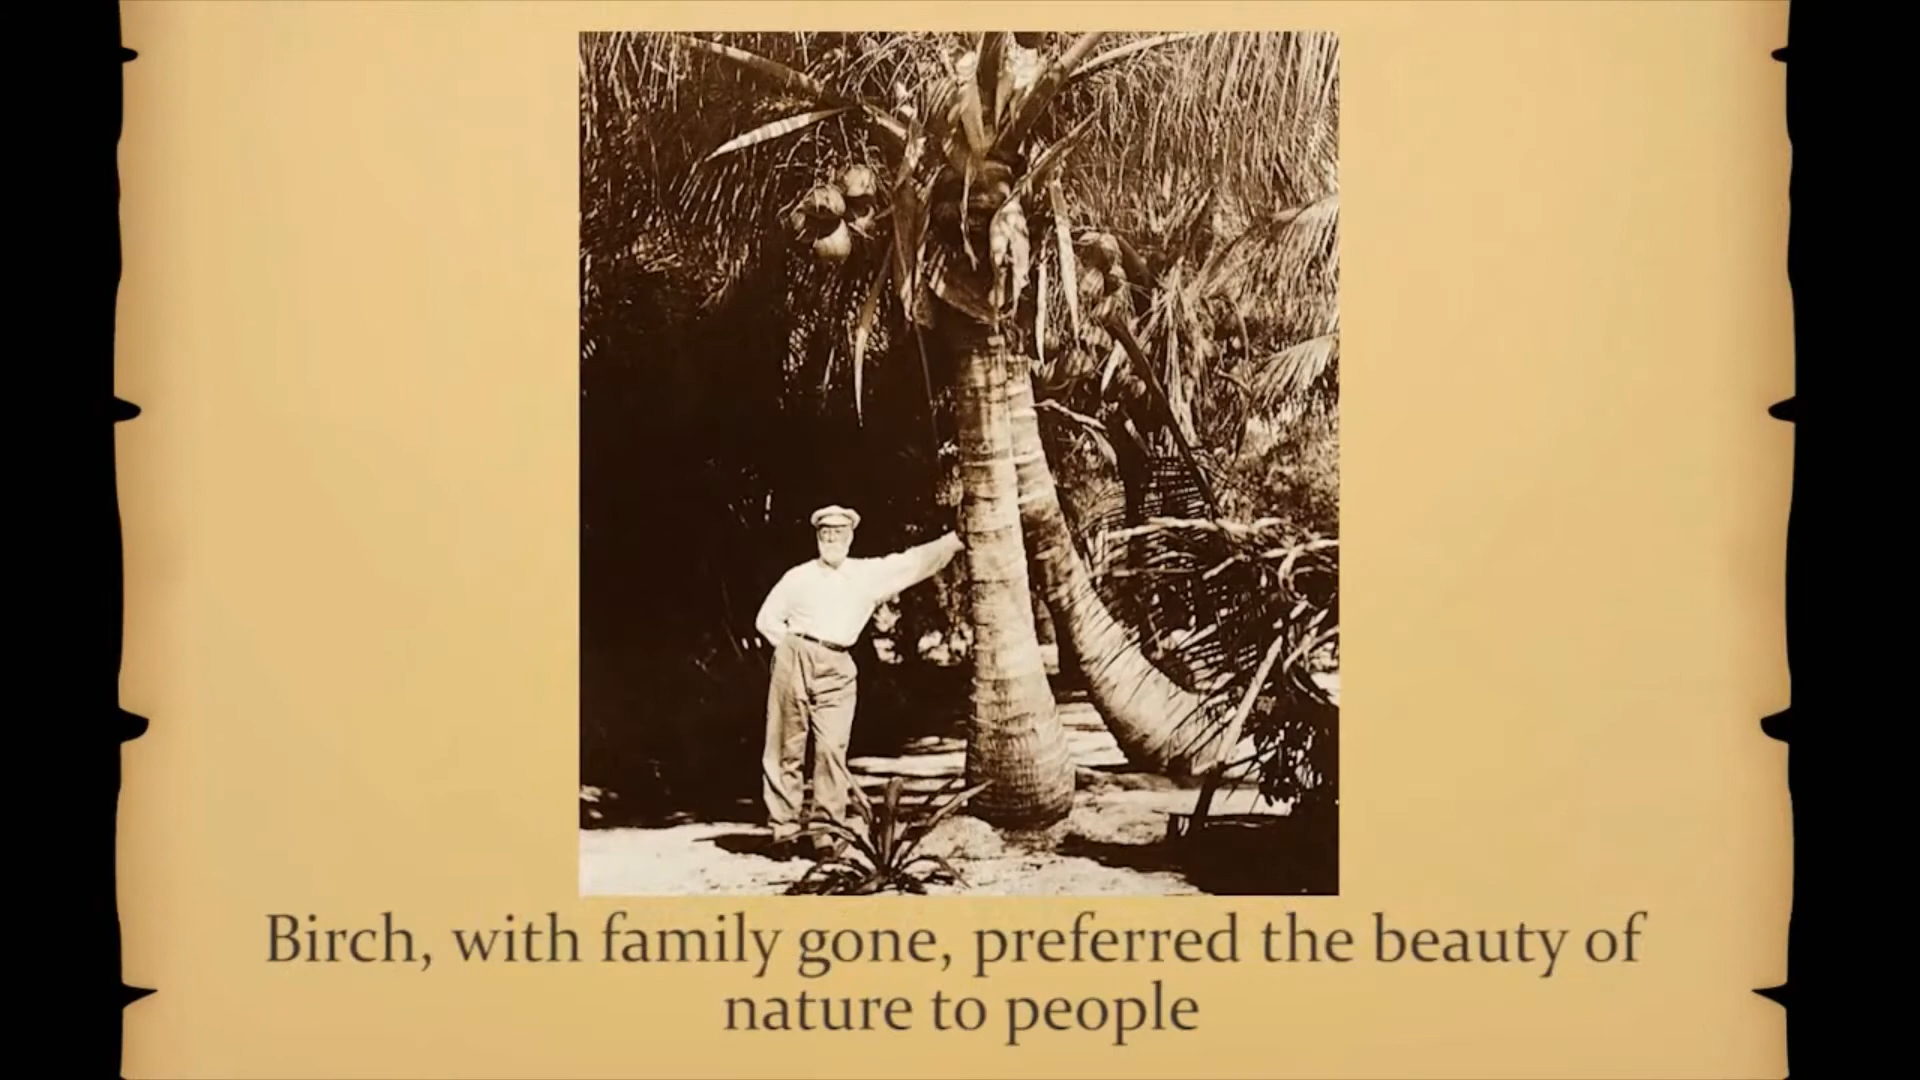 Birch, with family gone, preferred the beauty of
nature to people